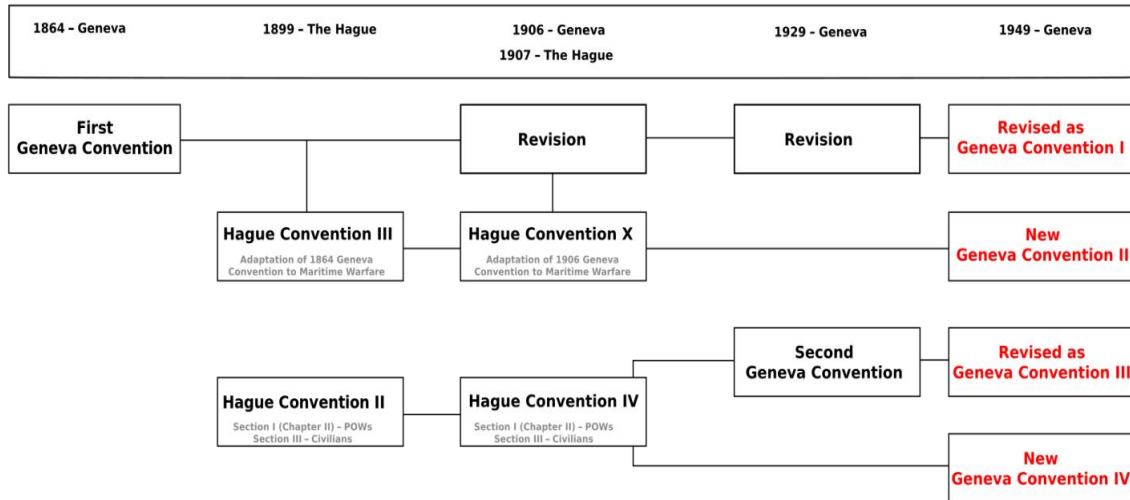 1864 – Geneva
1899 – The Hague
1906 – Geneva
1907 – The Hague
1929 – Geneva
1949 – Geneva
First
Geneva Convention
Revision
Revision
Revised as
Geneva Convention I
Hague Convention III
Adaptation of 1864 Geneva
Convention to Maritime Warfare
Hague Convention X
Adaptation of 1906 Geneva
Convention to Maritime Warfare
New
Geneva Convention II
Second
Geneva Convention
Revised as
Geneva Convention III
Hague Convention II
Section I (Chapter II) – POWs
Section III – Civilians
Hague Convention IV
Section I (Chapter II) – POWs
Section III – Civilians
New
Geneva Convention IV